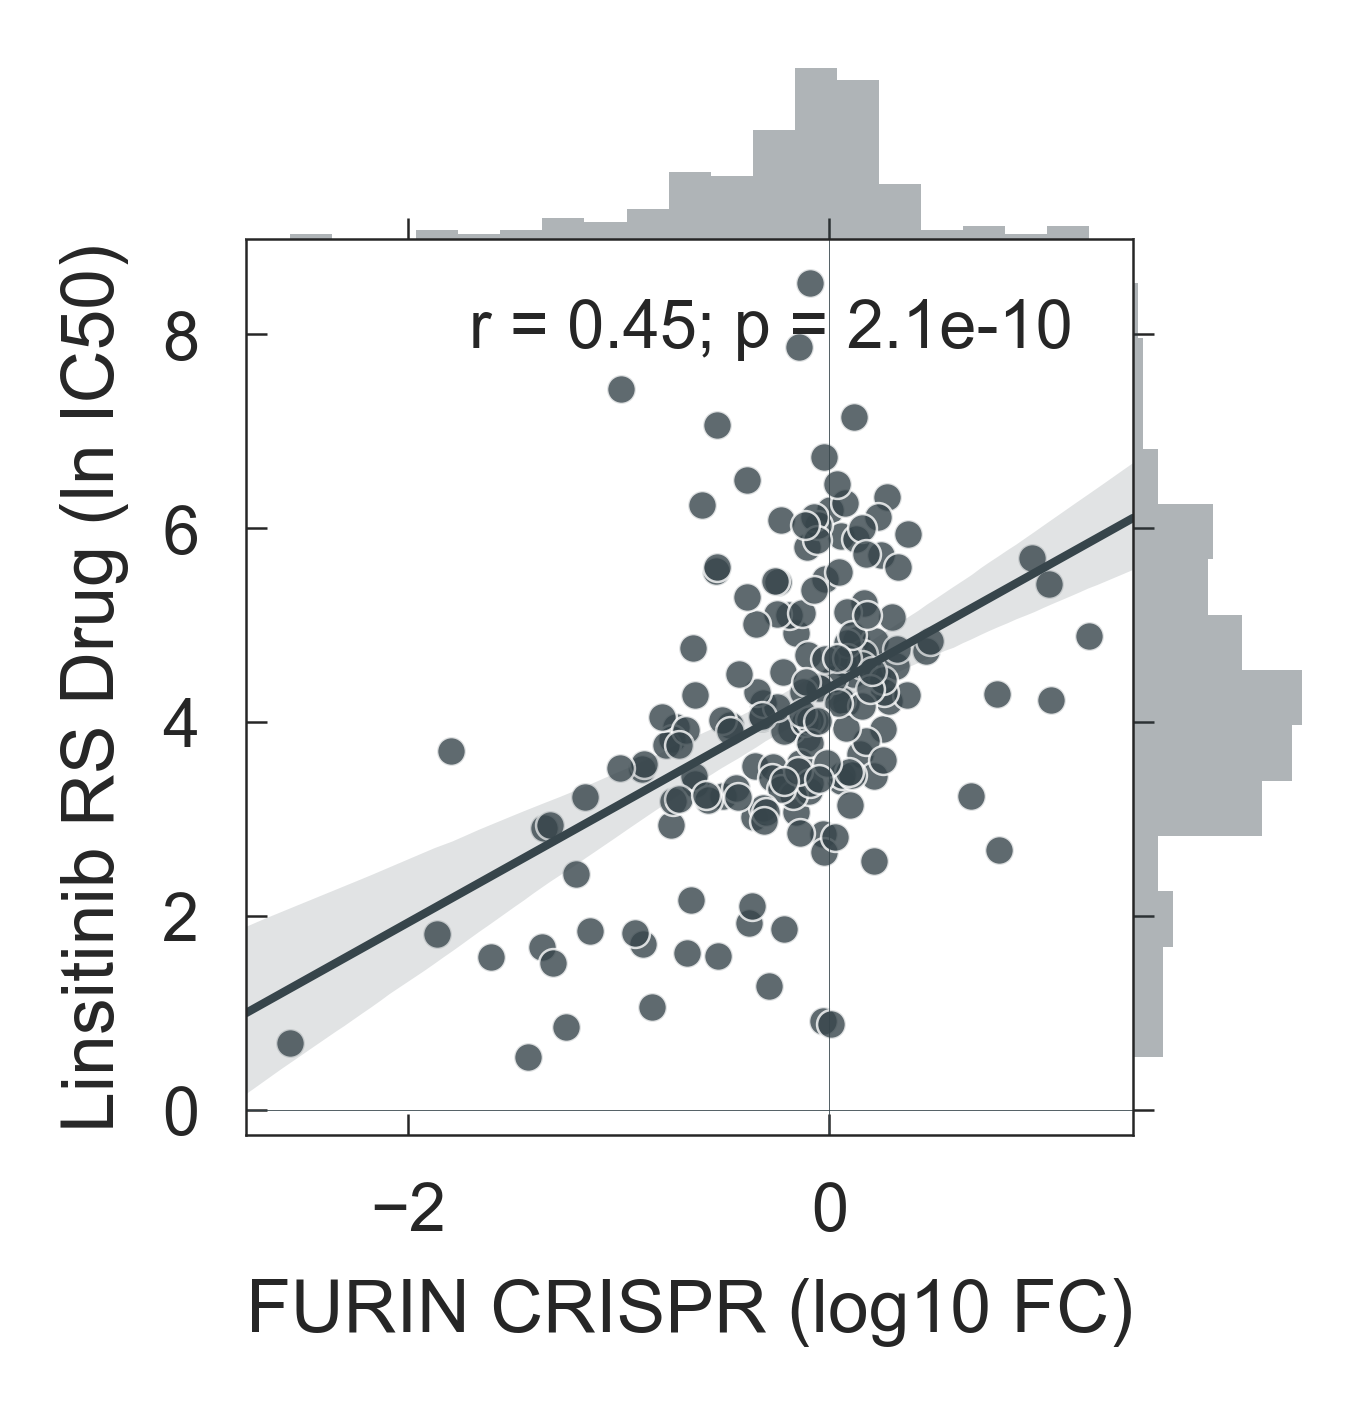 r = 0.45; p = 2.1e-10
Linsitinib RS Drug (ln IC50)
8
6
4
2
0
−2
0
FURIN CRISPR (log10 FC)